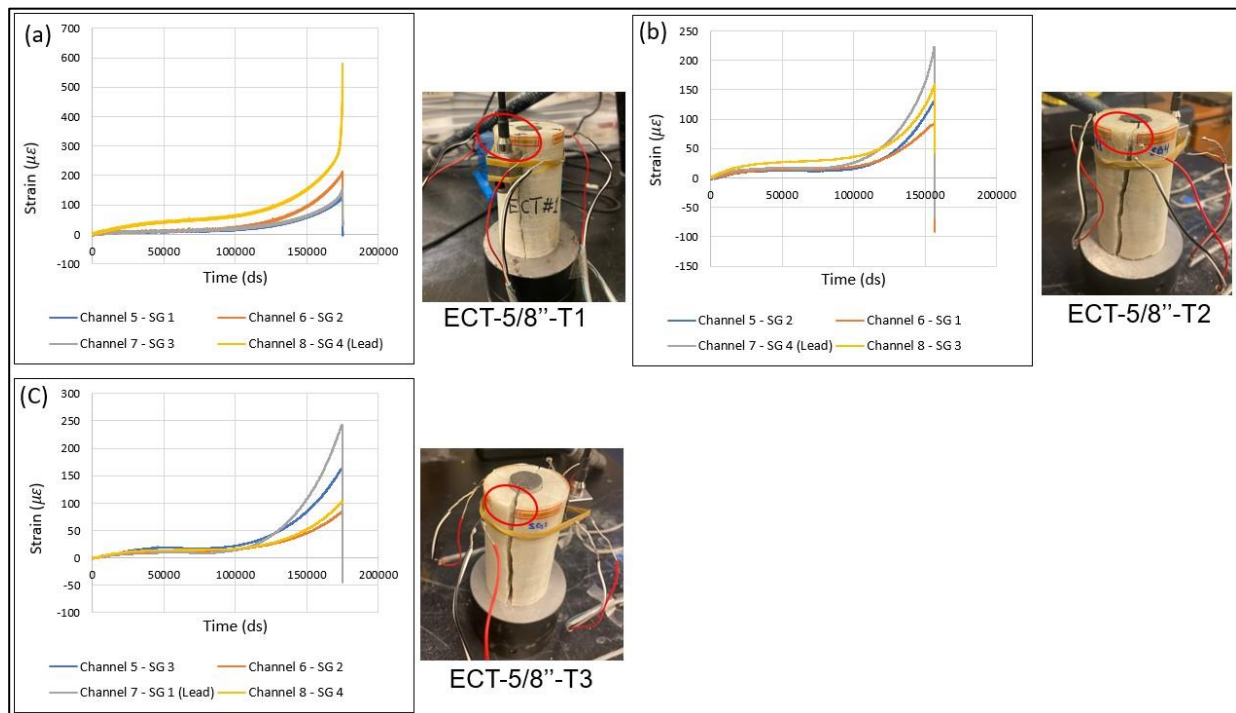 (a)
700
600
500
400
300
200
100
0
-100
Strain (με)
0 50000 100000 150000 200000
Time (ds)
Channel 5 - SG 1 Channel 6 - SG 2
Channel 7 - SG 3 Channel 8 - SG 4 (Lead)
ECT#1
ECT-5/8’’-T1
(b)
250
200
150
100
50
0
-50
-100
-150
Strain (με)
0 50000 100000 150000 200000
Time (ds)
Channel 5 - SG 2 Channel 6 - SG 1
Channel 7 - SG 4 (Lead) Channel 8 - SG 3
SG4
ECT-5/8’’-T2
(C)
300
250
200
150
100
50
0
-50
-100
Strain (με)
0 50000 100000 150000 200000
Time (ds)
Channel 5 - SG 3 Channel 6 - SG 2
Channel 7 - SG 1 (Lead) Channel 8 - SG 4
ECT-5/8’’-T3